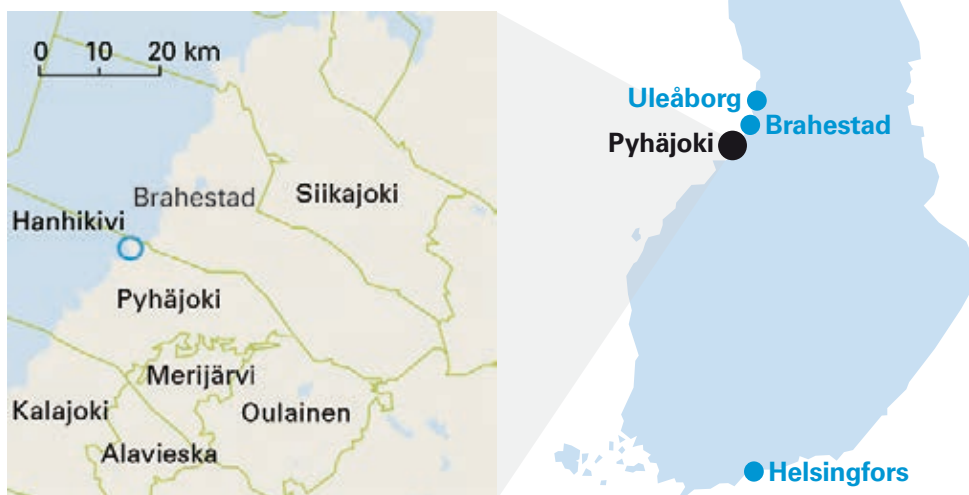 0 10 20 km
Brahestad
Siikajoki
Hanhikivi
Pyhäjoki
Merijärvi
Kalajoki
Oulainen
Alavieska
Uleåborg
Brahestad
Pyhäjoki
Helsingfors